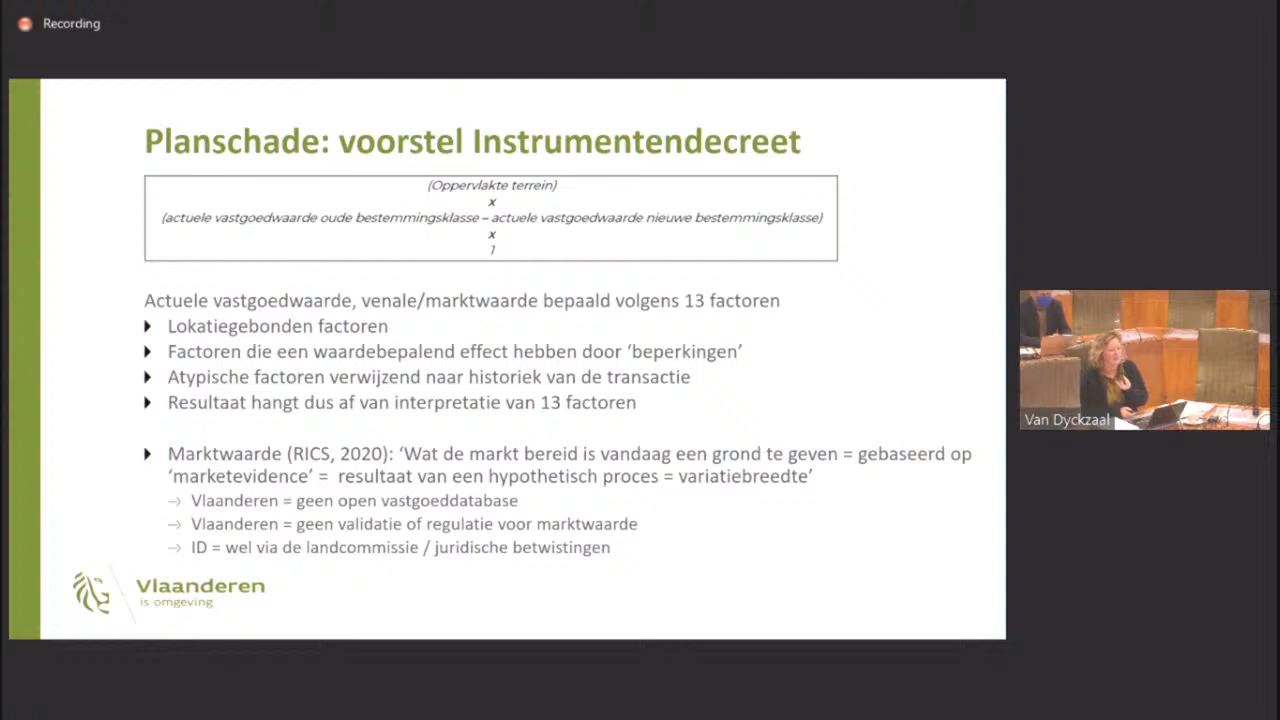 Recording
Planschade: voorstel Instrumentendecreet
(Oppervlakte terrein)
x
(actuele vastgoedwaarde oude bestemmingsklasse – actuele vastgoedwaarde nieuwe bestemmingsklasse)
x
1
Actuele vastgoedwaarde, venale/marktwaarde bepaald volgens 13 factoren
Lokatiegebonden factoren
Factoren die een waardebepalend effect hebben door ‘beperkingen’
Atypische factoren verwijzend naar historiek van de transactie
Resultaat hangt dus af van interpretatie van 13 factoren
Marktwaarde (RICS, 2020): ‘Wat de markt bereid is vandaag een grond te geven = gebaseerd op
‘marketevidence’ = resultaat van een hypothetisch proces = variatiebreedte’
→ Vlaanderen = geen open vastgoeddatabase
→ Vlaanderen = geen validatie of regulatie voor marktwaarde
→ ID = wel via de landcommissie / juridische betwistingen
Vlaanderen
is omgeving
Van Dyckzaal